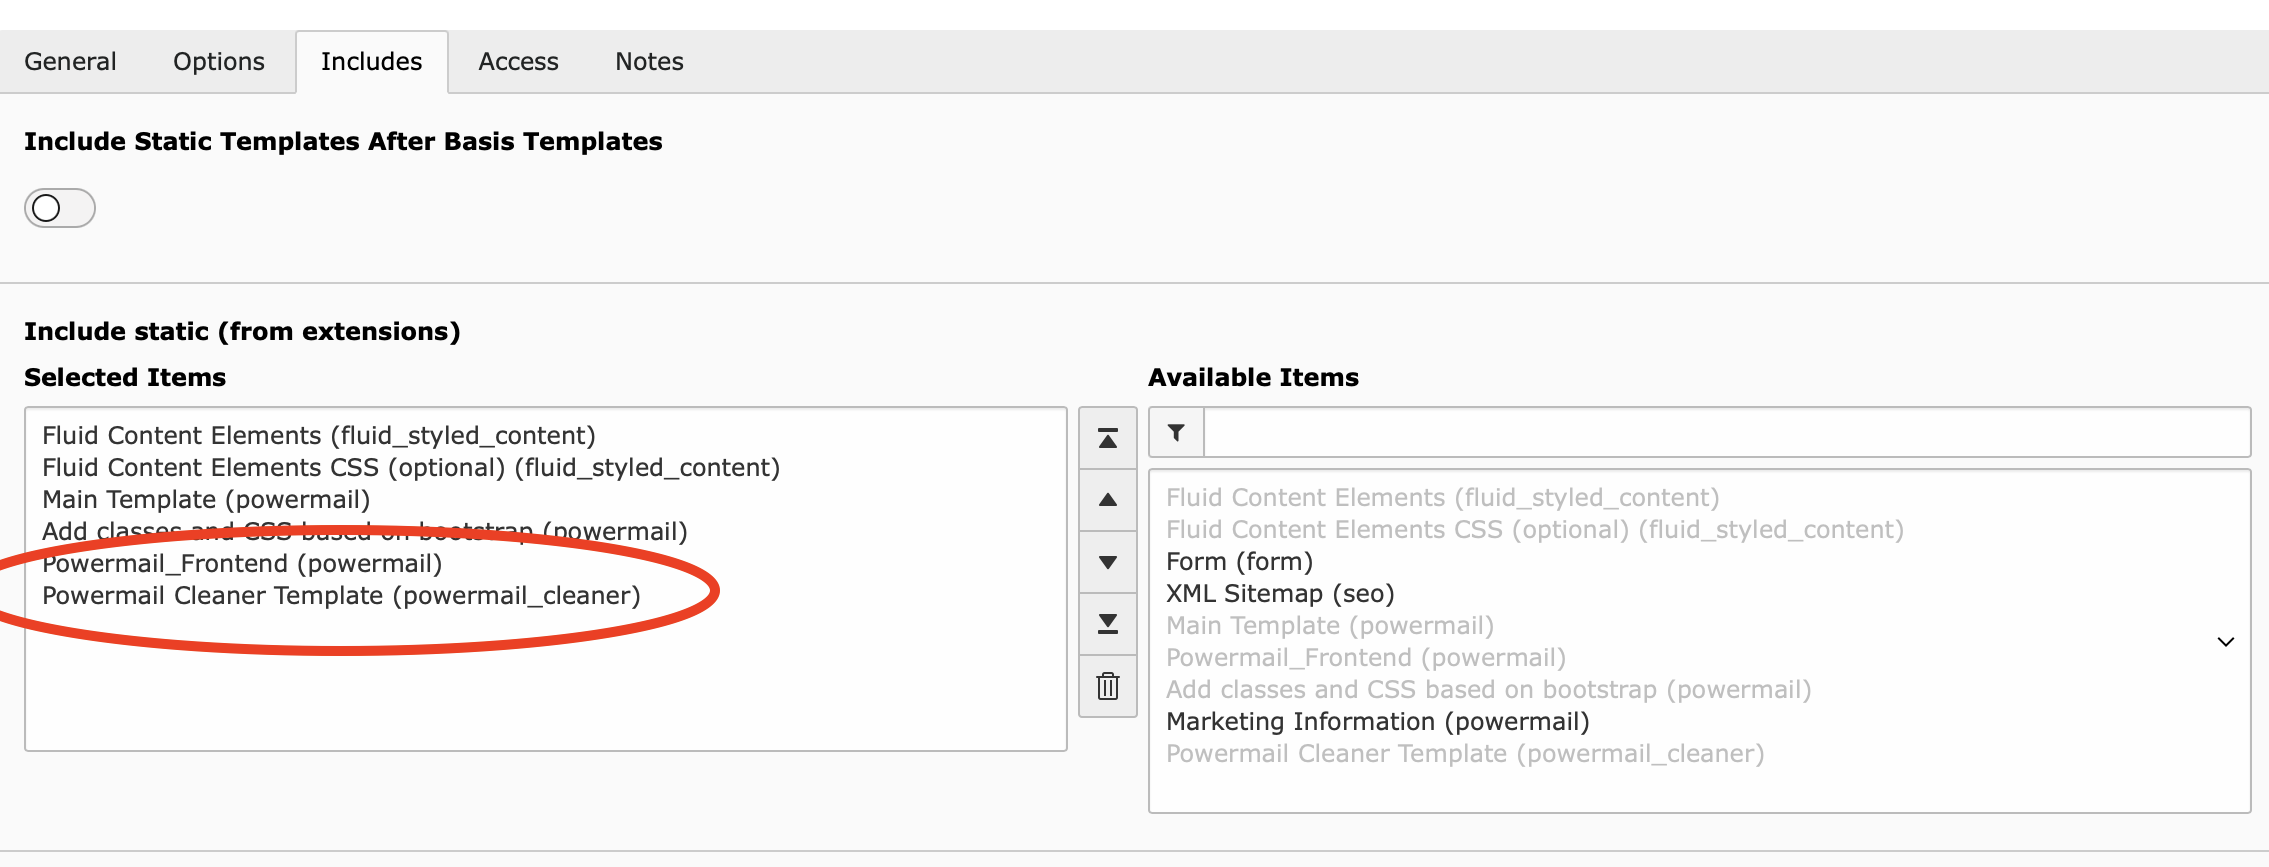 General Options Includes Access Notes
Include Static Templates After Basis Templates
Include static (from extensions)
Selected Items
Fluid Content Elements (fluid_styled_content)
Fluid Content Elements CSS (optional) (fluid_styled_content)
Main Template (powermail)
Add classes and CSS based on bootstrap (powermail)
Powermail_Frontend (powermail)
Powermail Cleaner Template (powermail_cleaner)
Available Items
Fluid Content Elements (fluid_styled_content)
Fluid Content Elements CSS (optional) (fluid_styled_content)
Form (form)
XML Sitemap (seo)
Main Template (powermail)
Powermail_Frontend (powermail)
Add classes and CSS based on bootstrap (powermail)
Marketing Information (powermail)
Powermail Cleaner Template (powermail_cleaner)